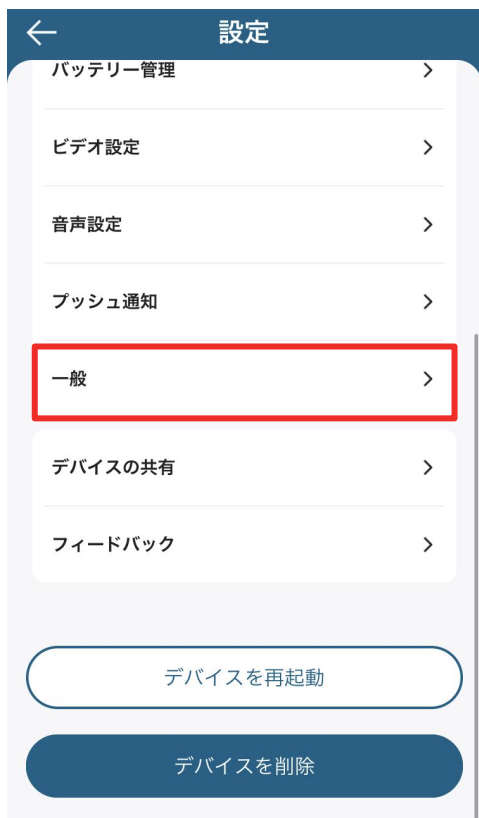 設定
バッテリー管理
ビデオ設定
音声設定
プッシュ通知
一般
デバイスの共有
フィードバック
デバイスを再起動
デバイスを削除